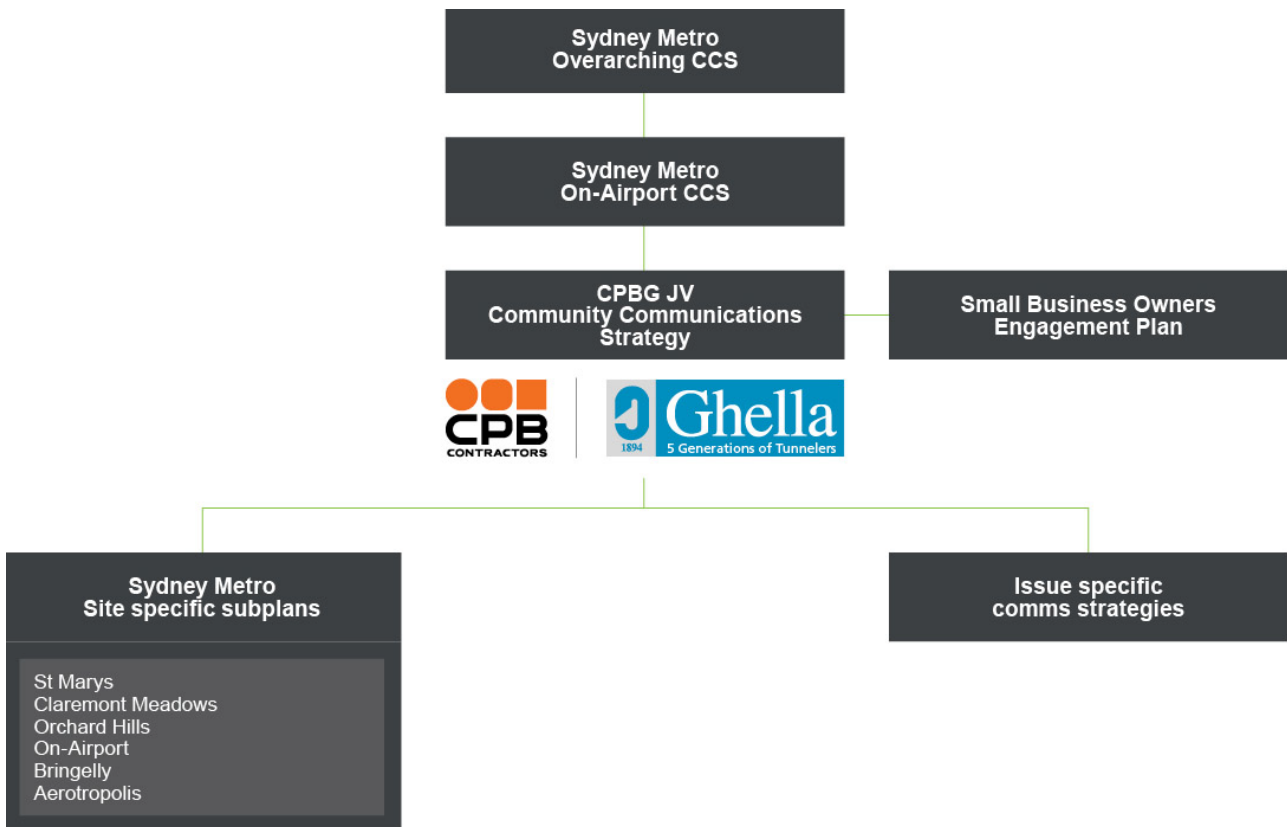 Sydney Metro
Overarching CCS
Sydney Metro
On-Airport CCS
CPBG JV
Community Communications
Strategy
Small Business Owners
Engagement Plan
CPB
CONTRACTORS
1894
Ghella
5 Generations of Tunnelers
Sydney Metro
Site specific subplans
St Marys
Claremont Meadows
Orchard Hills
On-Airport
Bringelly
Aerotropolis
Issue specific
comms strategies